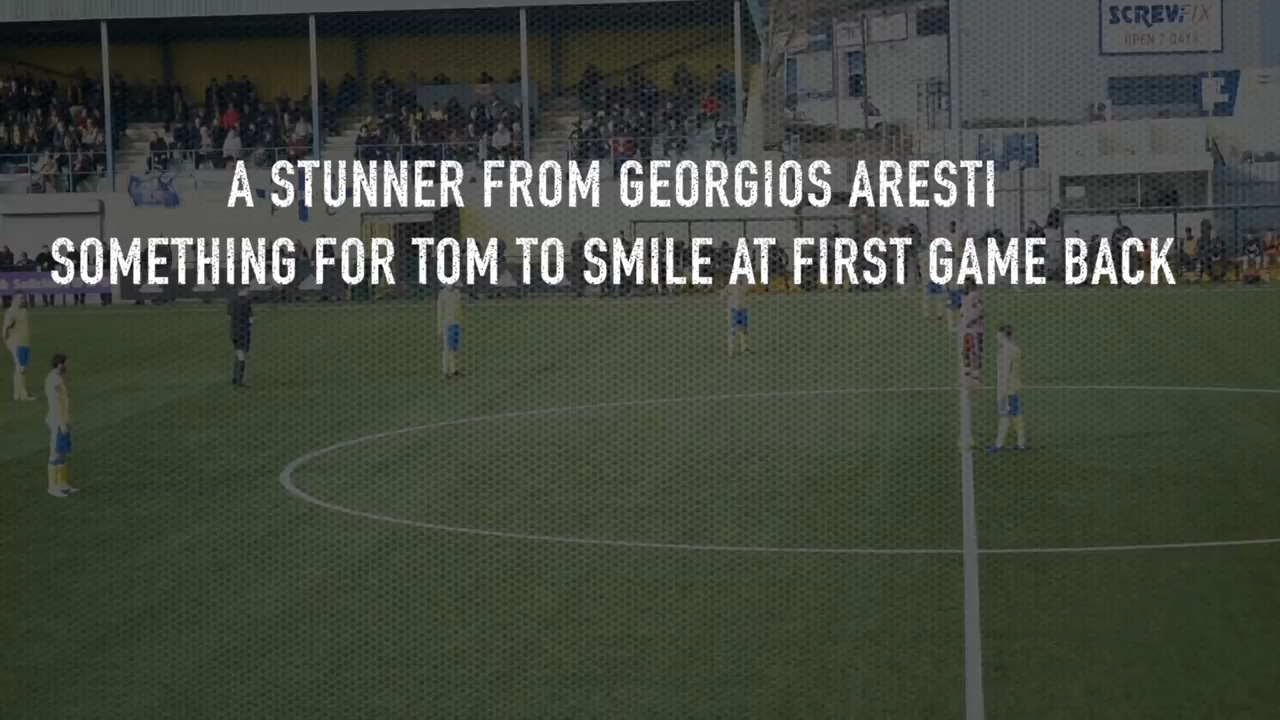 SCREWFIX
OPEN 7 DAYS
A STUNNER FROM GEORGIOS ARESTI
SOMETHING FOR TOM TO SMILE AT FIRST GAME BACK